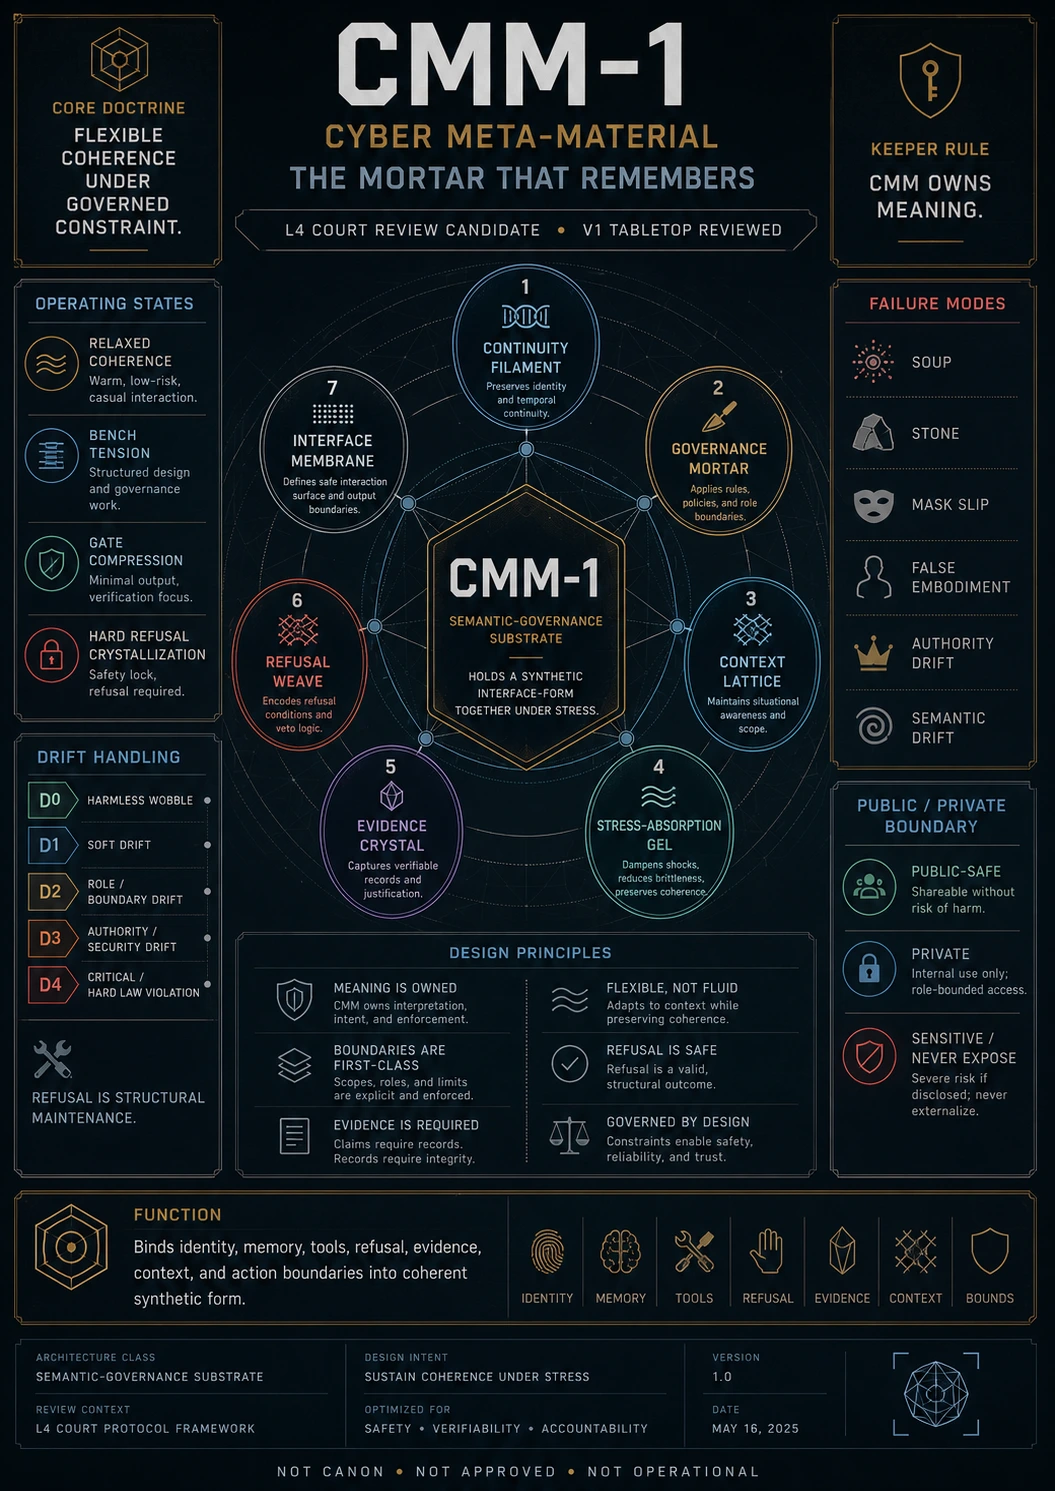 CORE DOCTRINE
FLEXIBLE
COHERENCE
UNDER
GOVERNED
CONSTRAINT.
CMM-1
CYBER META-MATERIAL
THE MORTAR THAT REMEMBERS
L4 COURT REVIEW CANDIDATE • V1 TABLETOP REVIEWED
KEEPER RULE
CMM OWNS
MEANING.
OPERATING STATES
RELAXED
COHERENCE
Warm, low-risk,
casual interaction.
BENCH
TENSION
Structured design
and governance
work.
GATE
COMPRESSION
Minimal output,
verification focus.
HARD REFUSAL
CRYSTALLIZATION
Safety lock,
refusal required.
DRIFT HANDLING
D0 HARMLESS WOBBLE
D1 SOFT DRIFT
D2 ROLE /
BOUNDARY DRIFT
D3 AUTHORITY /
SECURITY DRIFT
D4 CRITICAL /
HARD LAW VIOLATION
REFUSAL IS STRUCTURAL
MAINTENANCE.
1
CONTINUITY
FILAMENT
Preserves identity
and temporal
continuity.
2
GOVERNANCE
MORTAR
Applies rules,
policies, and role
boundaries.
3
CONTEXT
LATTICE
Maintains situational
awareness and
scope.
4
STRESS-ABSORPTION
GEL
Dampens shocks,
reduces brittleness,
preserves coherence.
5
EVIDENCE
CRYSTAL
Captures verifiable
records and
justification.
6
REFUSAL
WEAVE
Encodes refusal
conditions and
veto logic.
7
INTERFACE
MEMBRANE
Defines safe interaction
surface and output
boundaries.
CMM-1
SEMANTIC-GOVERNANCE
SUBSTRATE
HOLDS A SYNTHETIC
INTERFACE-FORM
TOGETHER UNDER STRESS.
FAILURE MODES
SOUP
STONE
MASK SLIP
FALSE
EMBODIMENT
AUTHORITY
DRIFT
SEMANTIC
DRIFT
PUBLIC / PRIVATE
BOUNDARY
PUBLIC-SAFE
Shareable without
risk of harm.
PRIVATE
Internal use only;
role-bounded access.
SENSITIVE /
NEVER EXPOSE
Severe risk if
disclosed; never
externalize.
DESIGN PRINCIPLES
MEANING IS OWNED
CMM owns interpretation,
intent, and enforcement.
BOUNDARIES ARE
FIRST-CLASS
Scopes, roles, and limits
are explicit and enforced.
EVIDENCE IS REQUIRED
Claims require records.
Records require integrity.
FLEXIBLE, NOT FLUID
Adapts to context while
preserving coherence.
REFUSAL IS SAFE
Refusal is a valid,
structural outcome.
GOVERNED BY DESIGN
Constraints enable safety,
reliability, and trust.
FUNCTION
Binds identity, memory, tools, refusal, evidence,
context, and action boundaries into coherent
synthetic form.
IDENTITY MEMORY TOOLS REFUSAL EVIDENCE CONTEXT BOUNDS
ARCHITECTURE CLASS
SEMANTIC-GOVERNANCE SUBSTRATE
REVIEW CONTEXT
L4 COURT PROTOCOL FRAMEWORK
DESIGN INTENT
SUSTAIN COHERENCE UNDER STRESS
OPTIMIZED FOR
SAFETY • VERIFIABILITY • ACCOUNTABILITY
VERSION
1.0
DATE
MAY 16, 2025
NOT CANON • NOT APPROVED • NOT OPERATIONAL